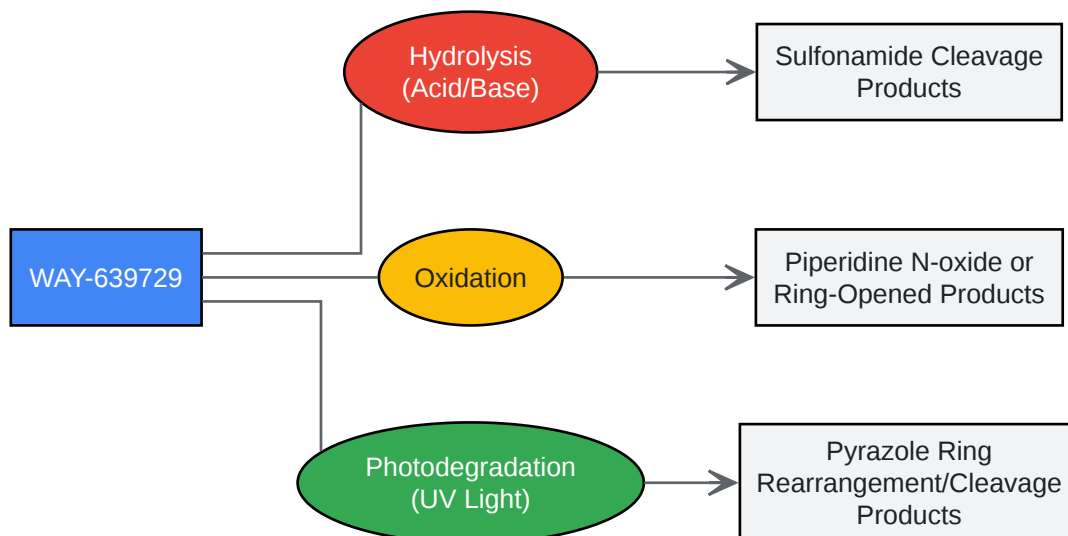 Hydrolysis
(Acid/Base)
Sulfonamide Cleavage
Products
WAY-639729
Oxidation
Piperidine N-oxide or
Ring-Opened Products
Photodegradation
(UV Light)
Pyrazole Ring
Rearrangement/Cleavage
Products